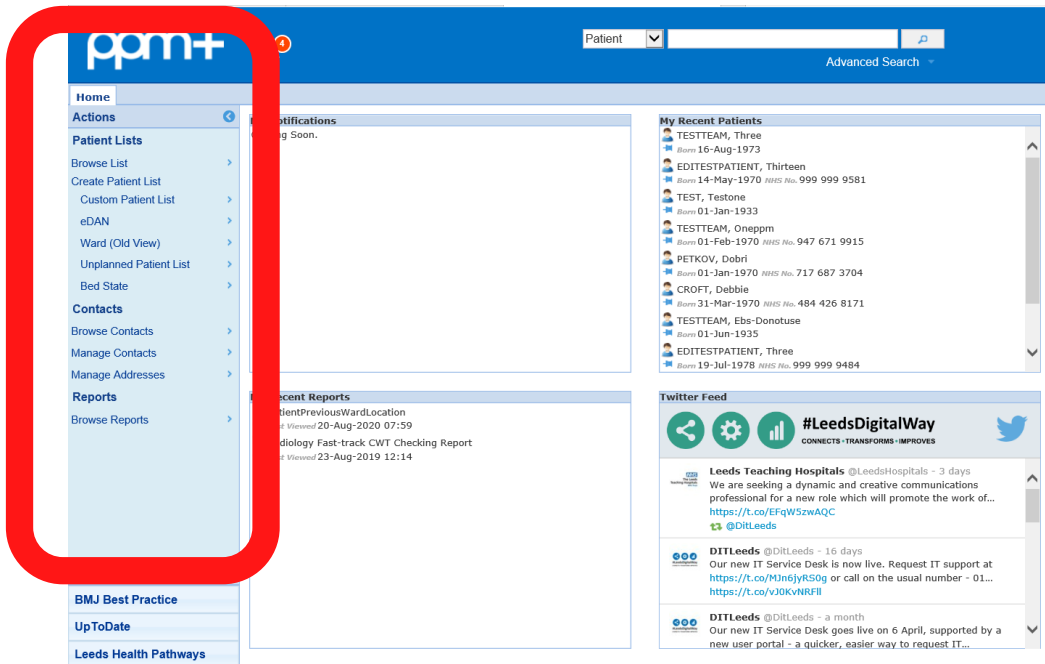 ppm+
4
Patient
Advanced Search
Home
Actions
Patient Lists
Browse List
Create Patient List
Custom Patient List
eDAN
Ward (Old View)
Unplanned Patient List
Bed State
Contacts
Browse Contacts
Manage Contacts
Manage Addresses
Reports
Browse Reports
BMJ Best Practice
UpToDate
Leeds Health Pathways
Soon.
20-Aug-2020 07:59
Fast-track CWT Checking Report
Viewed 23-Aug-2019 12:14
My Recent Patients
TESTTEAM, Three
Born 16-Aug-1973
EDITESTPATIENT, Thirteen
Born 14-May-1970 NHS No. 999 999 9581
TEST, Testone
Born 01-Jan-1933
TESTTEAM, Oneppm
Born 01-Feb-1970 NHS No. 947 671 9915
PETKOV, Dobri
Born 01-Jan-1970 NHS No. 717 687 3704
CROFT, Debbie
Born 31-Mar-1970 NHS No. 484 426 8171
TESTTEAM, Ebs-Donotuse
Born 01-Jun-1935
EDITESTPATIENT, Three
Born 19-Jul-1978 NHS No. 999 999 9484
Twitter Feed
#LeedsDigitalWay
CONNECTS•TRANSFORMS•IMPROVES
Leeds Teaching Hospitals @LeedsHospitals - 3 days
We are seeking a dynamic and creative communications
professional for a new role which will promote the work of...
https://t.co/EFqW5zwAQC
@DitLeeds
DITLeeds @DitLeeds - 16 days
Our new IT Service Desk is now live. Request IT support at
https://t.co/MJn6jyRS0g or call on the usual number - 01...
https://t.co/vJ0KvNRFll
DITLeeds @DitLeeds - a month
Our new IT Service Desk goes live on 6 April, supported by a
new user portal - a quicker, easier way to request IT...